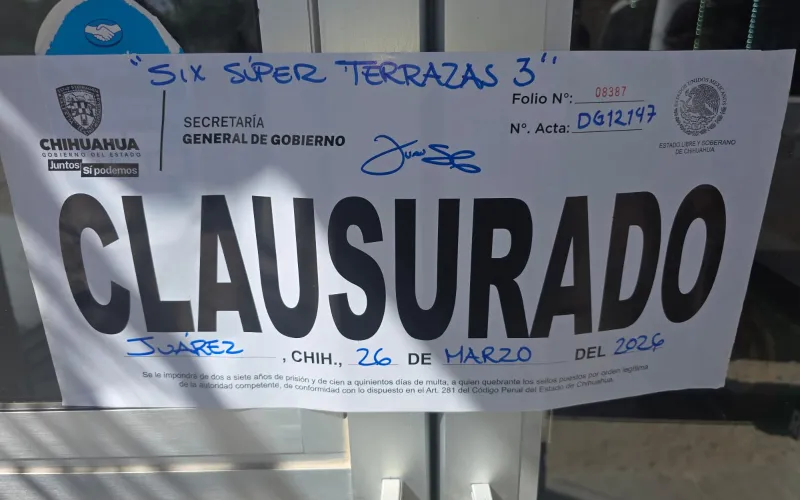 "SIX SÚPER TERRAZAS 3"
CHIHUAHUA
GOBIERNO DEL ESTADO
Juntos Sí podemos
SECRETARÍA
GENERAL DE GOBIERNO
Folio N°: 08387
N°. Acta: DG12147
ESTADOS UNIDOS MEXICANOS
ESTADO LIBRE Y SOBERANO
DE CHIHUAHUA
CLAUSURADO
JUÁREZ, CHIH., 26 DE MARZO DEL 2026
Se le impondrá de dos a siete años de prisión y de cien a quinientos días de multa, a quien quebrante los sellos puestos por orden legítima
de la autoridad competente, de conformidad con lo dispuesto en el Art. 281 del Código Penal del Estado de Chihuahua.